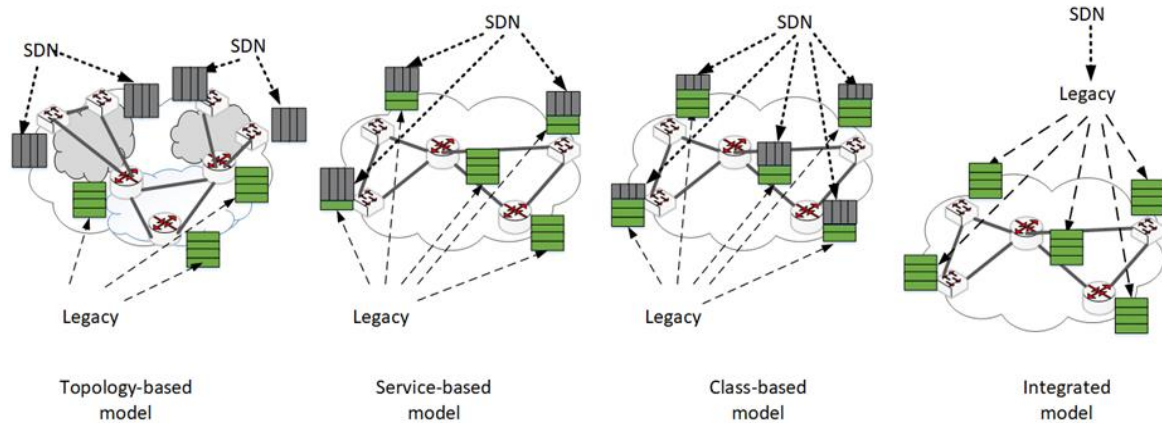 SDN
SDN
Legacy
Topology-based
model
SDN
Legacy
Service-based
model
SDN
Legacy
Class-based
model
SDN
Legacy
Integrated
model